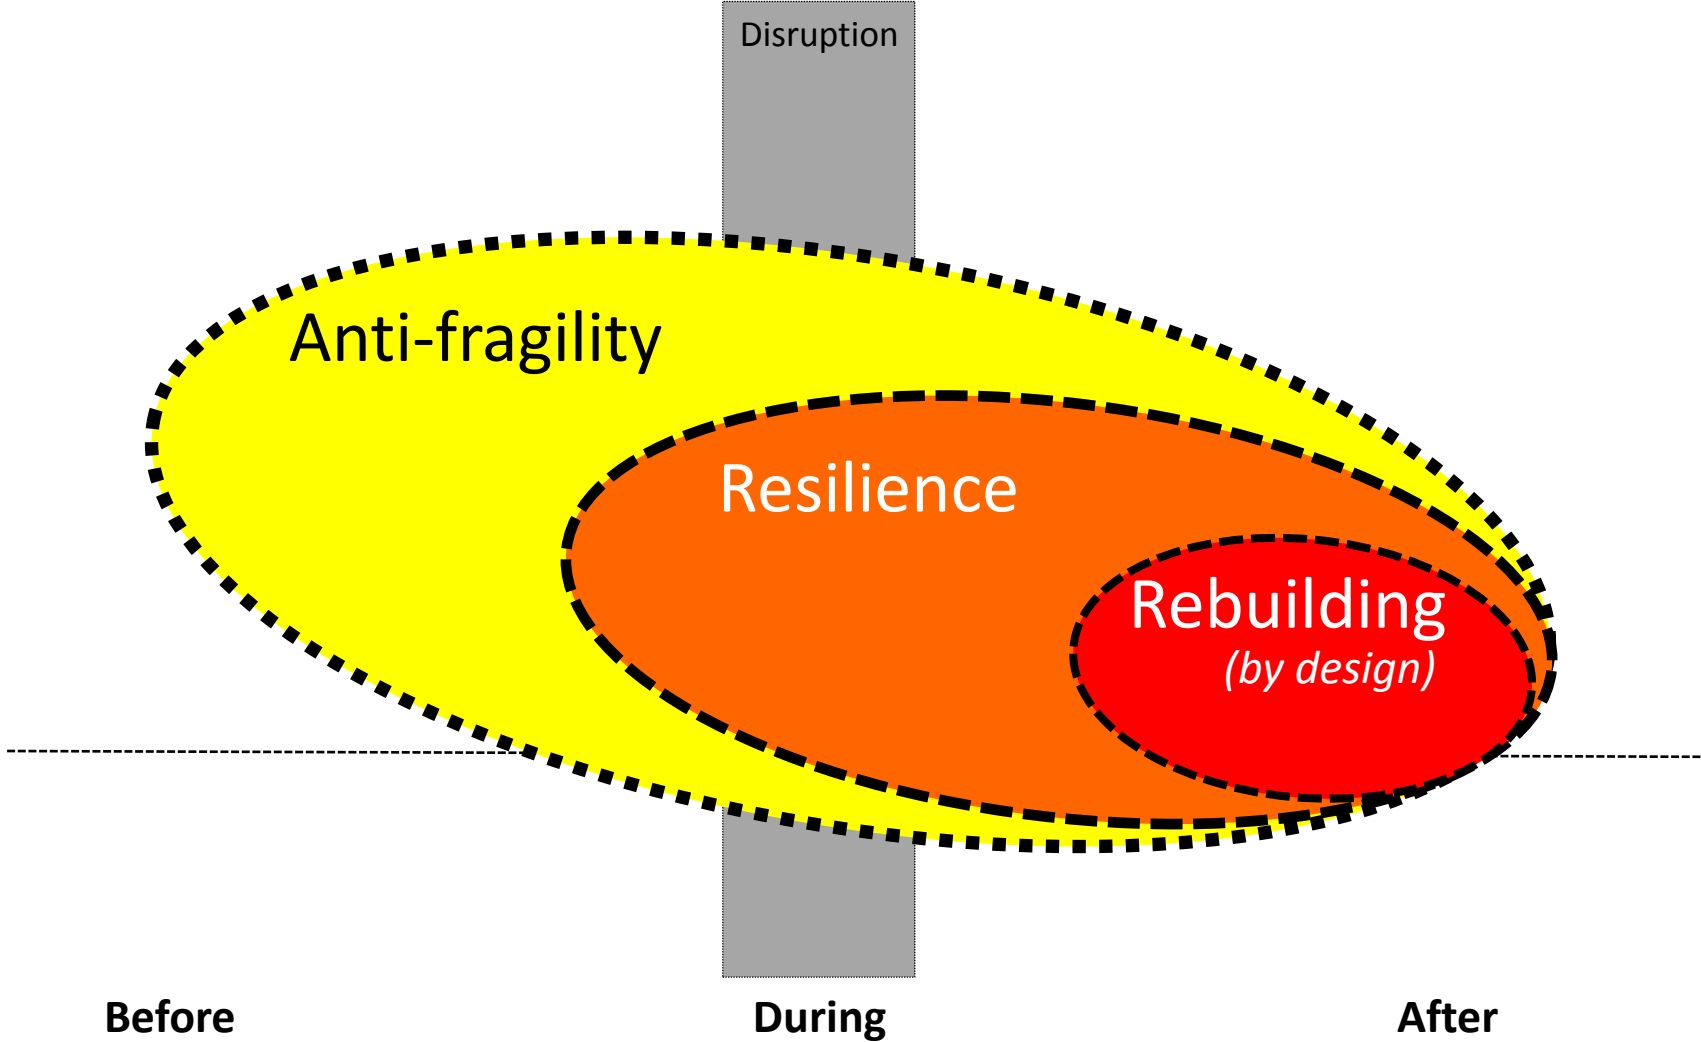 Disruption
Anti-fragility
Resilience
Rebuilding
(by design)
Before
During
After